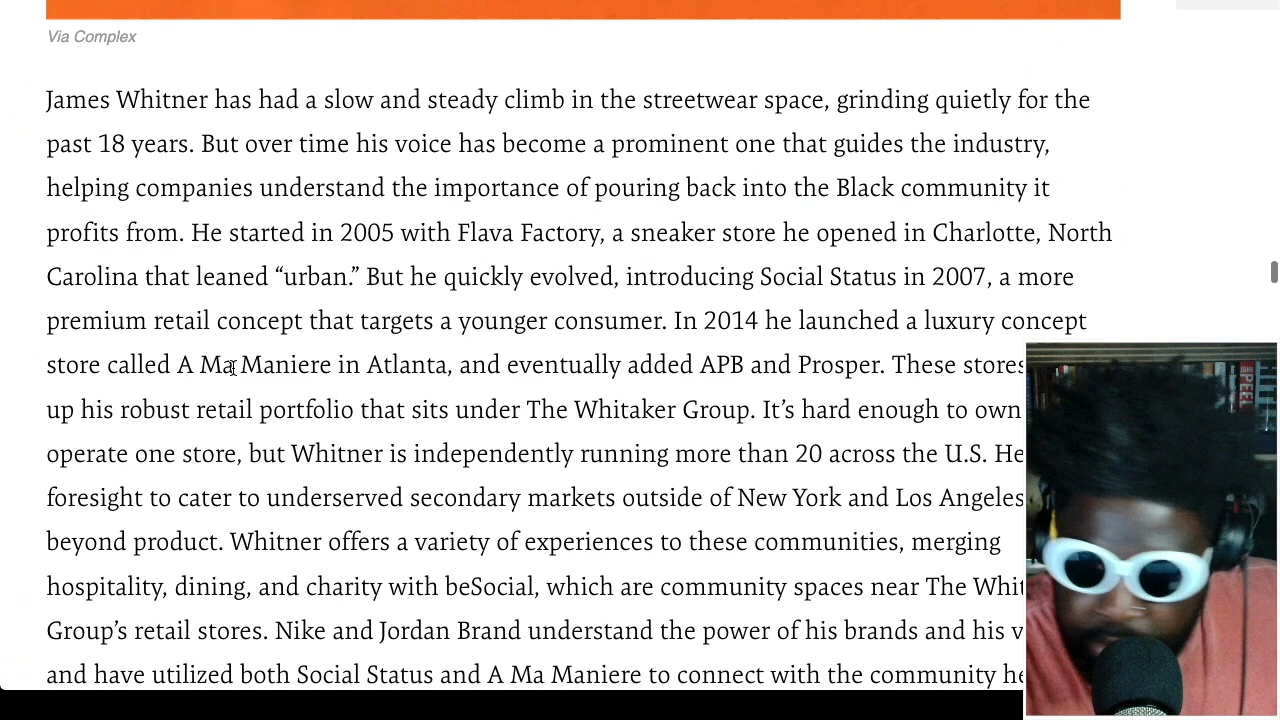 Via Complex
James Whitner has had a slow and steady climb in the streetwear space, grinding quietly for the
past 18 years. But over time his voice has become a prominent one that guides the industry,
helping companies understand the importance of pouring back into the Black community it
profits from. He started in 2005 with Flava Factory, a sneaker store he opened in Charlotte, North
Carolina that leaned “urban.” But he quickly evolved, introducing Social Status in 2007, a more
premium retail concept that targets a younger consumer. In 2014 he launched a luxury concept
store called A Ma Maniere in Atlanta, and eventually added APB and Prosper. These stores
up his robust retail portfolio that sits under The Whitaker Group. It’s hard enough to own
operate one store, but Whitner is independently running more than 20 across the U.S. He
foresight to cater to underserved secondary markets outside of New York and Los Angeles
beyond product. Whitner offers a variety of experiences to these communities, merging
hospitality, dining, and charity with beSocial, which are community spaces near The Whit
Group’s retail stores. Nike and Jordan Brand understand the power of his brands and his v
and have utilized both Social Status and A Ma Maniere to connect with the community he